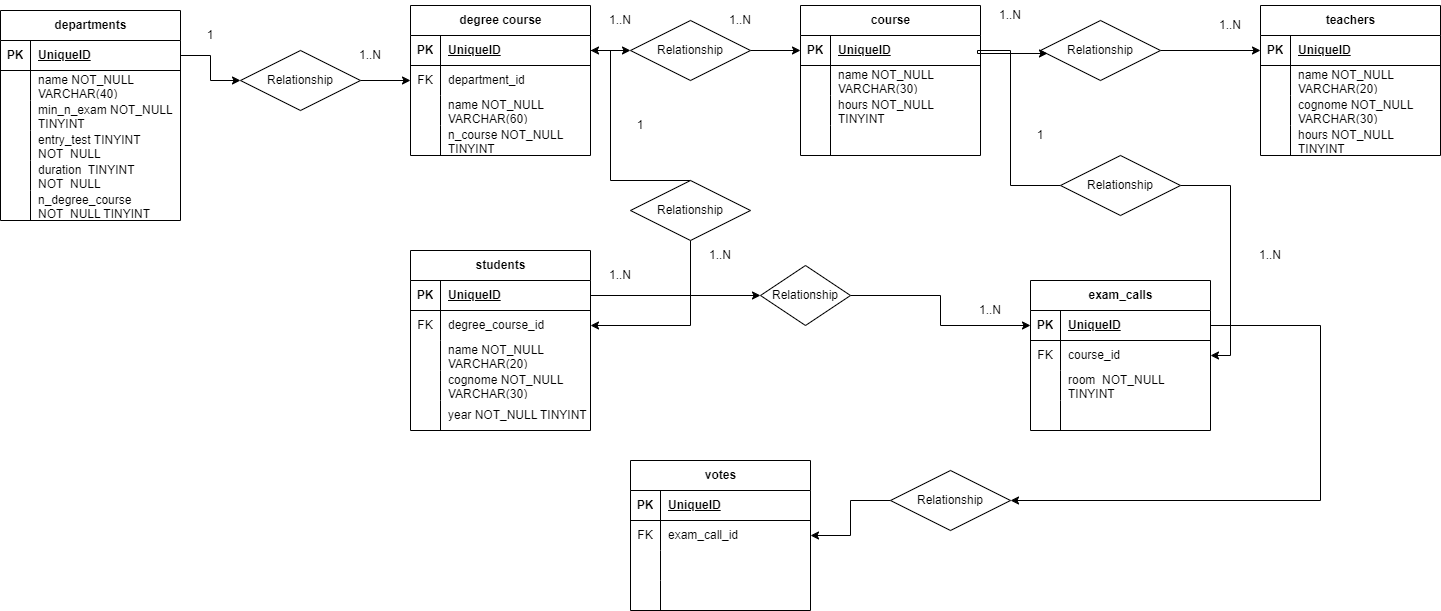 departments
PK UniqueID
name NOT_NULL
VARCHAR(40)
min_n_exam NOT_NULL
TINYINT
entry_test TINYINT
NOT NULL
duration TINYINT
NOT NULL
n_degree_course
NOT NULL TINYINT
1
Relationship
1..N
degree course
PK UniqueID
FK department_id
name NOT_NULL
VARCHAR(60)
n_course NOT_NULL
TINYINT
1..N
Relationship
1..N
course
PK UniqueID
name NOT_NULL
VARCHAR(30)
hours NOT_NULL
TINYINT
1..N
Relationship
1..N
teachers
PK UniqueID
name NOT_NULL
VARCHAR(20)
cognome NOT_NULL
VARCHAR(30)
hours NOT_NULL
TINYINT
1
Relationship
1..N
1
Relationship
1..N
students
PK UniqueID
FK degree_course_id
name NOT_NULL
VARCHAR(20)
cognome NOT_NULL
VARCHAR(30)
year NOT_NULL TINYINT
1..N
Relationship
1..N
exam_calls
PK UniqueID
FK course_id
room NOT_NULL
TINYINT
votes
PK UniqueID
FK exam_call_id
Relationship